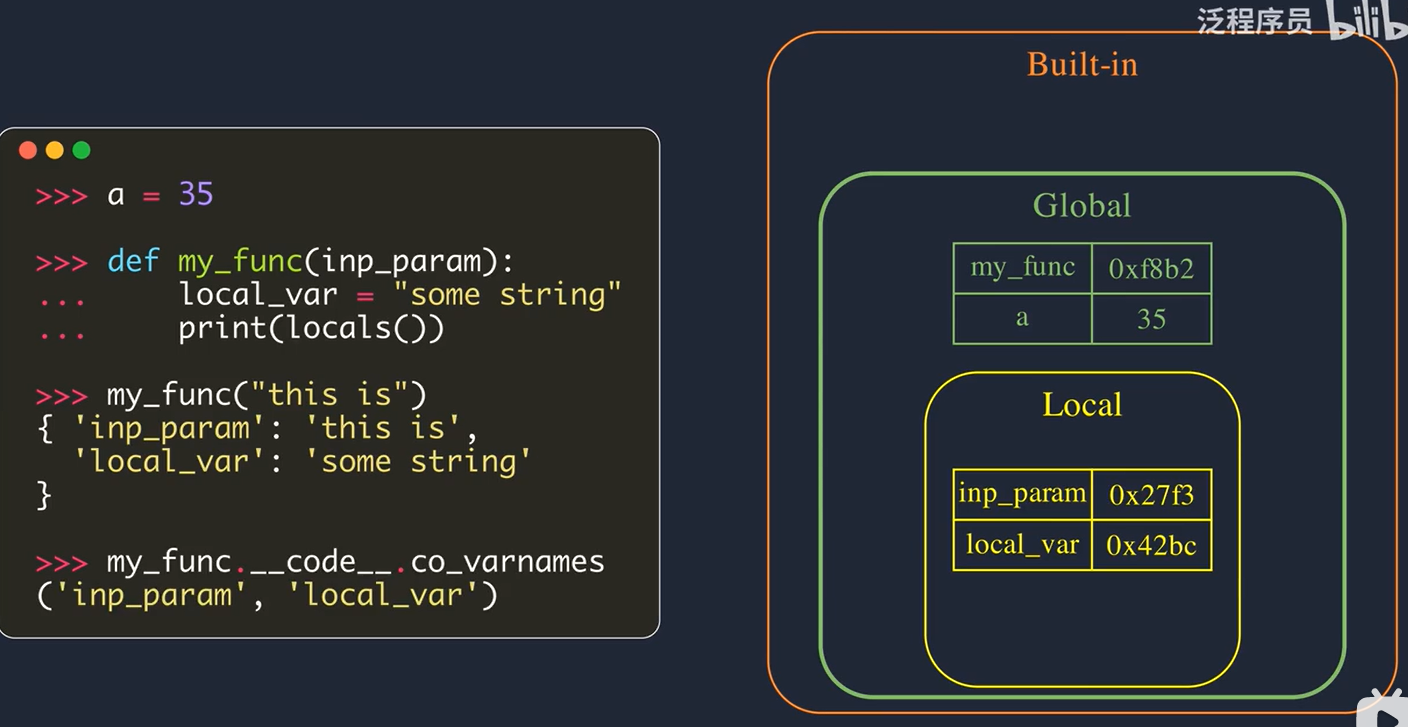 泛程序员 bilib
Built-in
>>> a = 35
>>> def my_func(inp_param):
...     local_var = "some string"
...     print(locals())
>>> my_func("this is")
{ 'inp_param': 'this is',
  'local_var': 'some string'
}
>>> my_func.__code__.co_varnames
('inp_param', 'local_var')
Global
my_func 0xf8b2
a 35
Local
inp_param 0x27f3
local_var 0x42bc